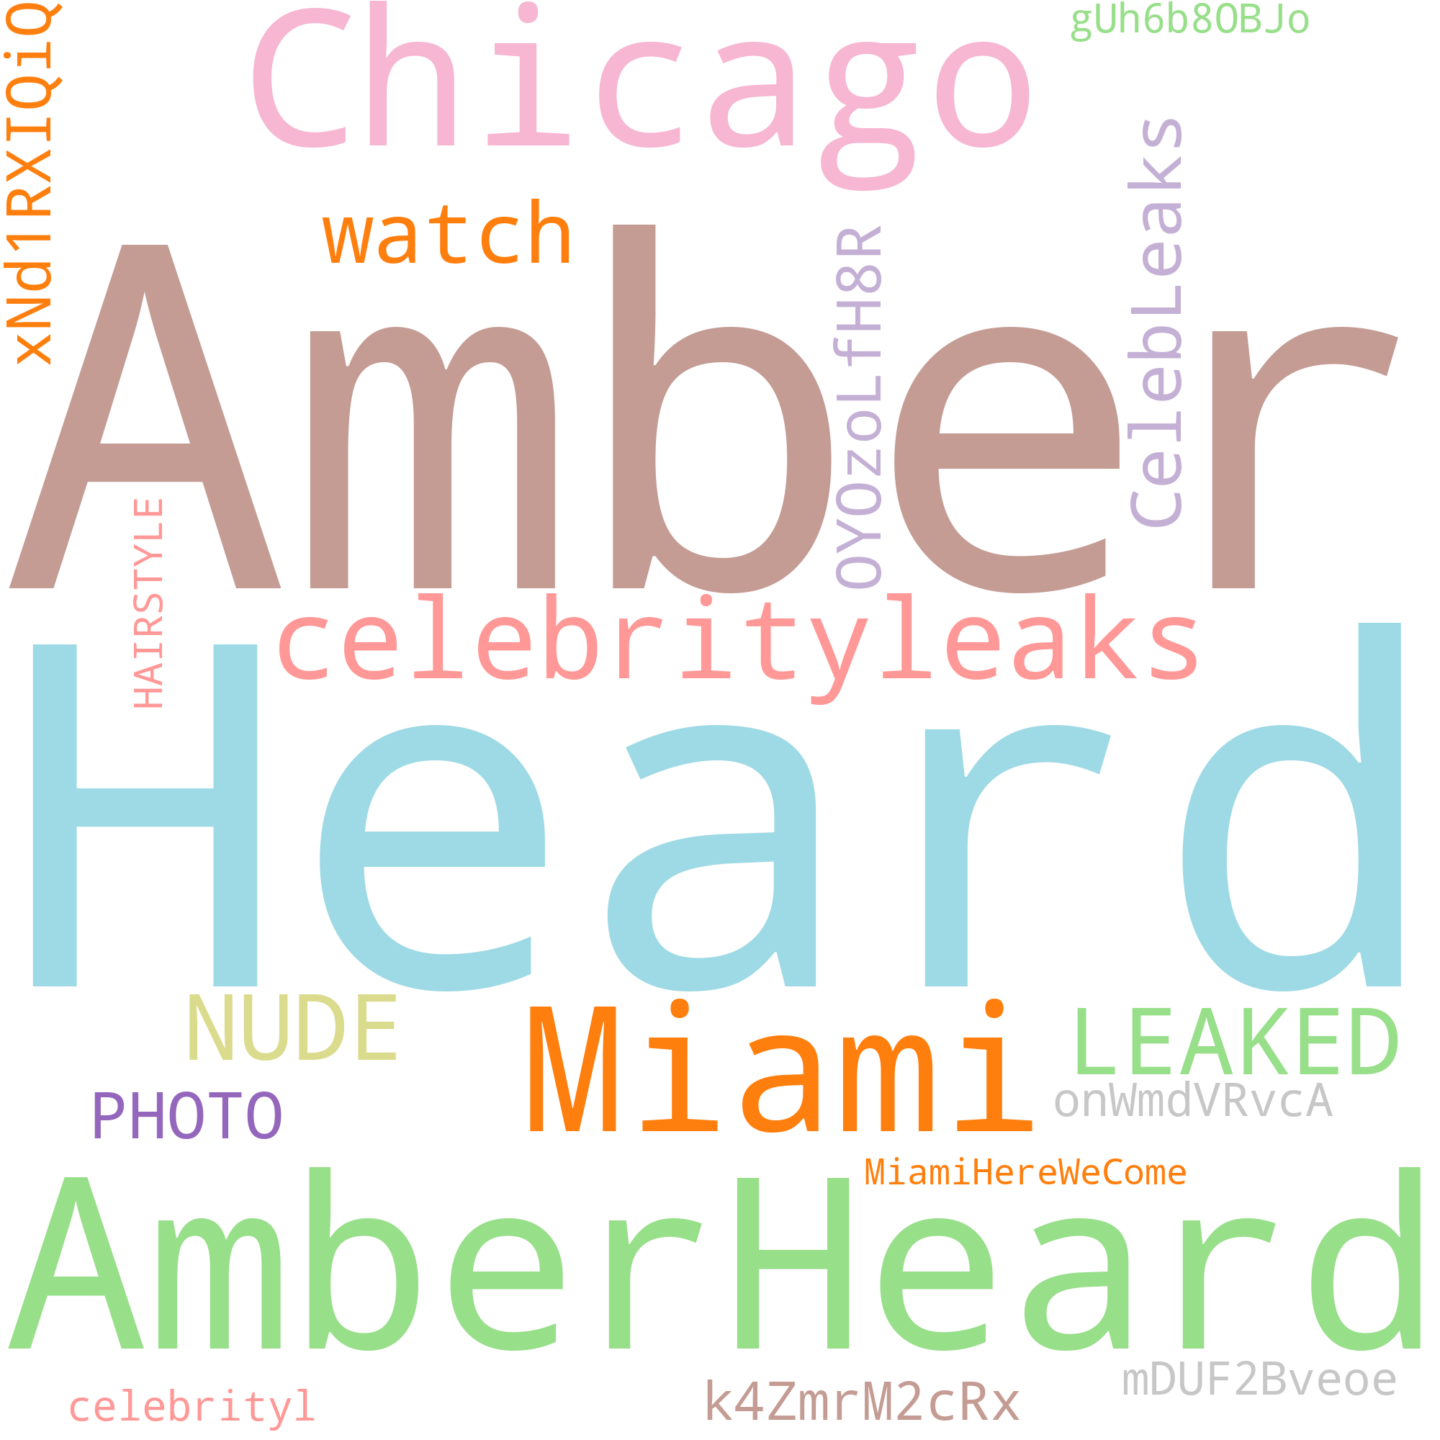 xNd1RXIQiQ
Chicago
gUh6b8OBJo
watch
CelebLeaks
OYOzoLfH8R
Amber
HAIRSTYLE
celebrityleaks
Heard
NUDE
Miami
LEAKED
PHOTO
onWmdVRvcA
MiamiHereWeCome
AmberHeard
celebrityl
k4ZmrM2cRx
mDUF2Bveoe